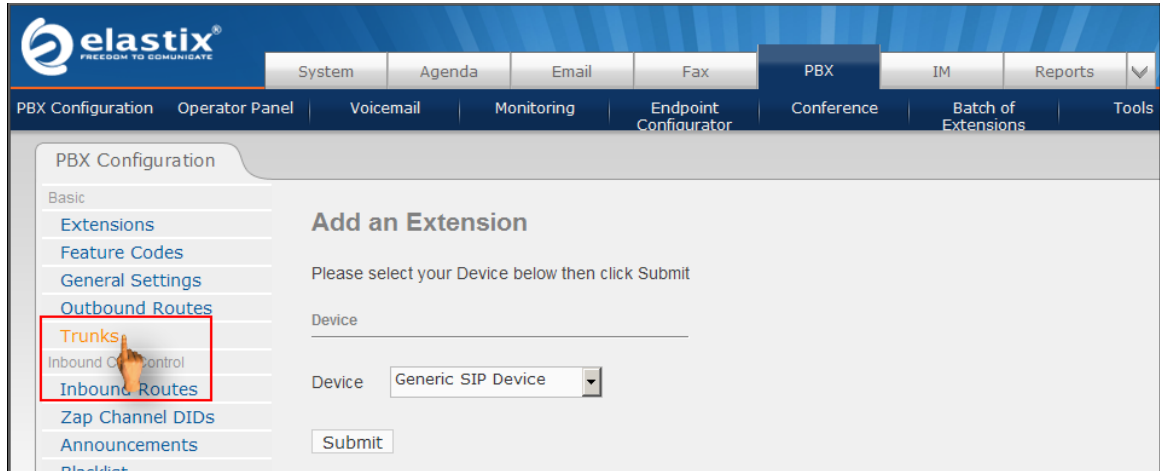 elastix®
FREEDOM TO COMUNICATE
System Agenda Email Fax PBX IM Reports
PBX Configuration Operator Panel Voicemail Monitoring Endpoint Configurator Conference Batch of Extensions Tools
PBX Configuration
Basic
Extensions
Feature Codes
General Settings
Outbound Routes
Trunks
Inbound Control
Inbound Routes
Zap Channel DIDs
Announcements
Blacklist
Add an Extension
Please select your Device below then click Submit
Device
Device Generic SIP Device
Submit